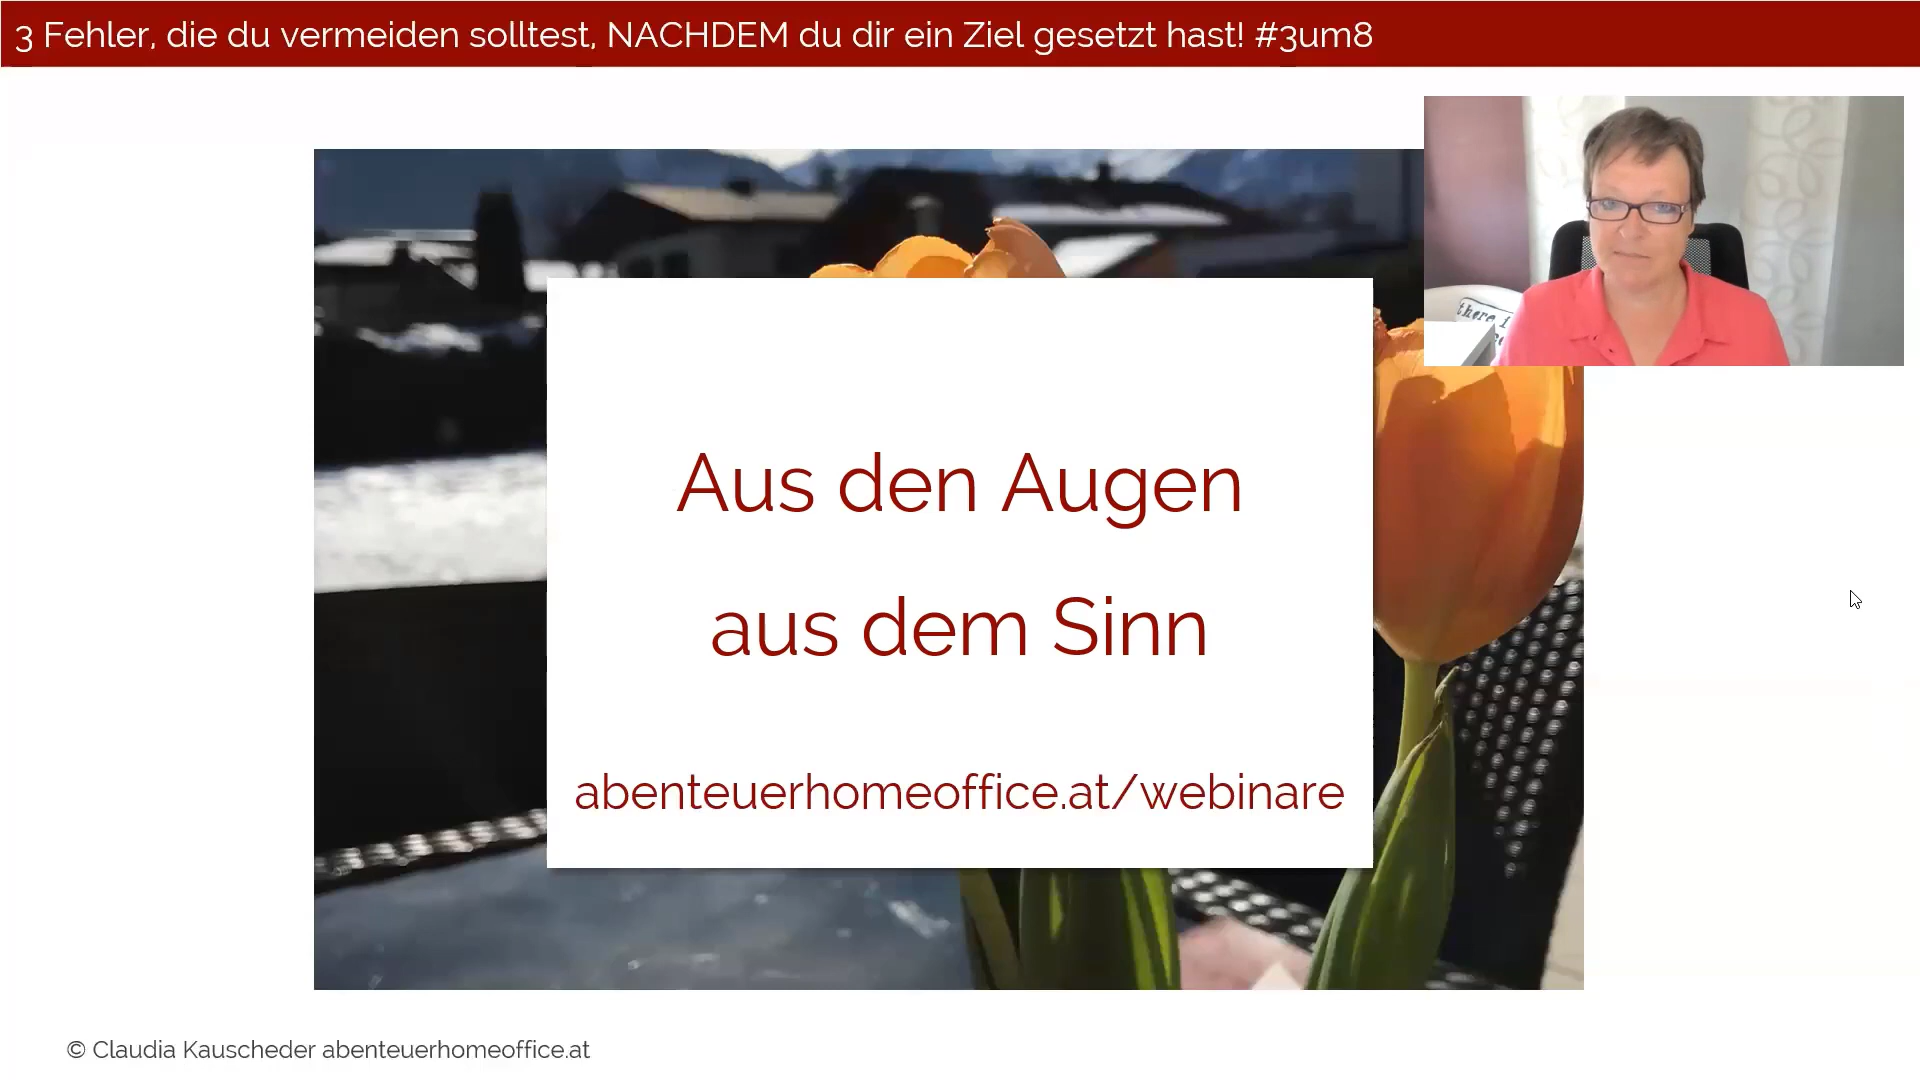 3 Fehler, die du vermeiden solltest, NACHDEM du dir ein Ziel gesetzt hast! #3um8
there i
Aus den Augen
aus dem Sinn
abenteuerhomeoffice.at/webinare
© Claudia Kauscheder abenteuerhomeoffice.at